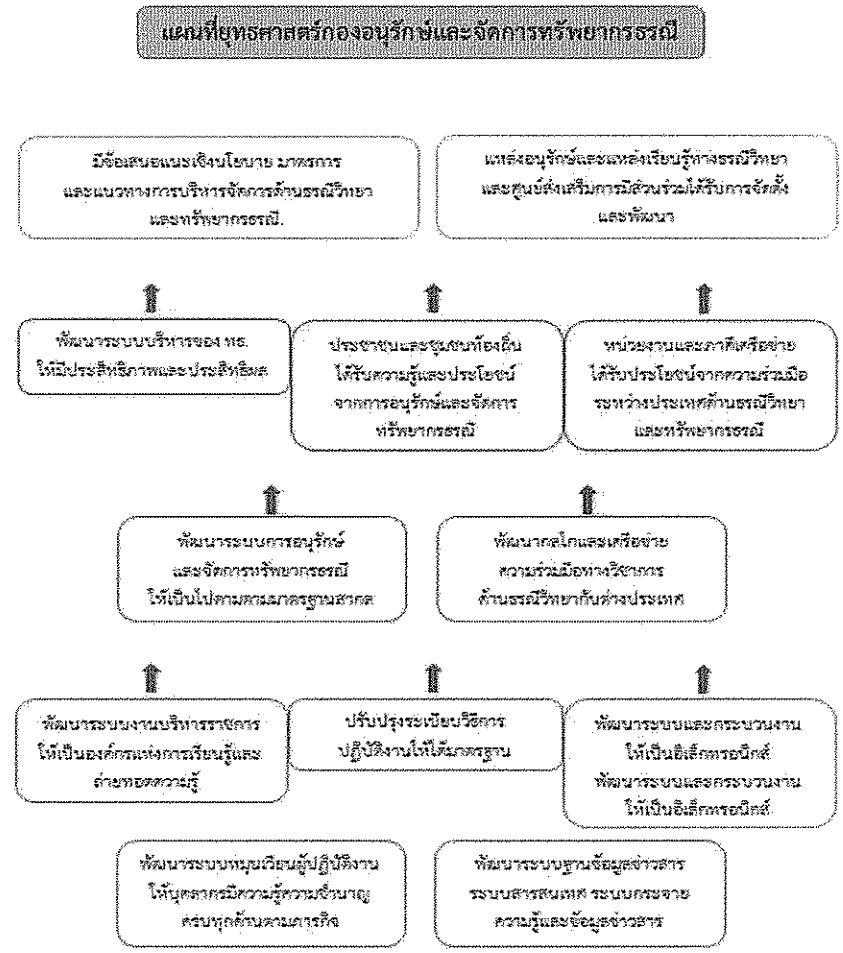 แผนที่ยุทธศาสตร์กองอนุรักษ์และจัดการทรัพยากรธรณี
มีข้อเสนอแนะเชิงนโยบาย มาตรการ
และแนวทางการบริหารจัดการด้านธรณีวิทยา
และทรัพยากรธรณี.
แหล่งอนุรักษ์และแหล่งเรียนรู้ทางธรณีวิทยา
และศูนย์ส่งเสริมการมีส่วนร่วมได้รับการจัดตั้ง
และพัฒนา
พัฒนาระบบบริหารของ ทธ.
ให้มีประสิทธิภาพและประสิทธิผล
ประชาชนและชุมชนท้องถิ่น
ได้รับความรู้และประโยชน์
จากการอนุรักษ์และจัดการ
ทรัพยากรธรณี
หน่วยงานและภาคีเครือข่าย
ได้รับประโยชน์จากความร่วมมือ
ระหว่างประเทศด้านธรณีวิทยา
และทรัพยากรธรณี
พัฒนาระบบการอนุรักษ์
และจัดการทรัพยากรธรณี
ให้เป็นไปตามตามมาตรฐานสากล
พัฒนากลไกและเครือข่าย
ความร่วมมือทางวิชาการ
ด้านธรณีวิทยากับต่างประเทศ
พัฒนาระบบงานบริหารราชการ
ให้เป็นองค์กรแห่งการเรียนรู้และ
ถ่ายทอดความรู้
ปรับปรุงระเบียบวิธีการ
ปฏิบัติงานให้ได้มาตรฐาน
พัฒนาระบบและกระบวนงาน
ให้เป็นอิเล็กทรอนิกส์
พัฒนาระบบและกระบวนงาน
ให้เป็นอิเล็กทรอนิกส์
พัฒนาระบบหมุนเวียนผู้ปฏิบัติงาน
ให้บุคลากรมีความรู้ความชำนาญ
ครบทุกด้านตามภารกิจ
พัฒนาระบบฐานข้อมูลข่าวสาร
ระบบสารสนเทศ ระบบกระจาย
ความรู้และข้อมูลข่าวสาร